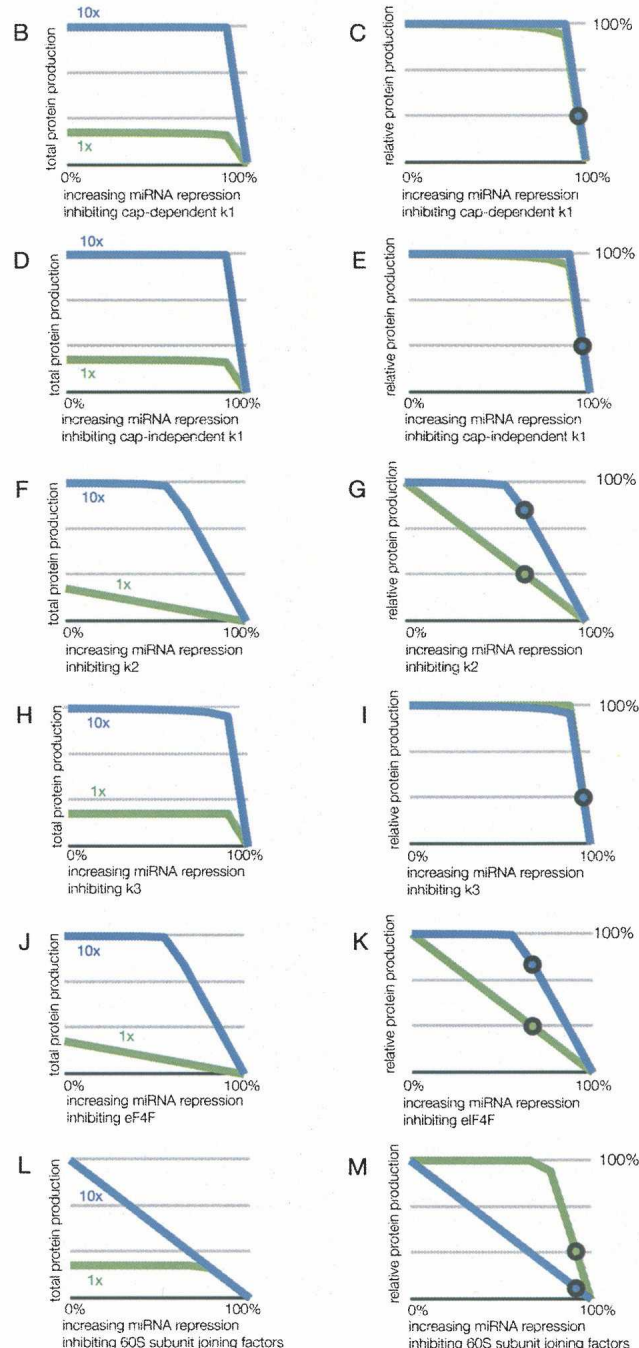 B
10x
total protein production
1x
0%
100%
increasing miRNA repression
inhibiting cap-dependent k1
C
100%
relative protein production
0%
100%
increasing miRNA repression
inhibiting cap-dependent k1
D
10x
total protein production
1x
0%
100%
increasing miRNA repression
inhibiting cap-independent k1
E
100%
relative protein production
0%
100%
increasing miRNA repression
inhibiting cap-independent k1
F
10x
total protein production
1x
0%
100%
increasing miRNA repression
inhibiting k2
G
100%
relative protein production
0%
100%
increasing miRNA repression
inhibiting k2
H
10x
total protein production
1x
0%
100%
increasing miRNA repression
inhibiting k3
I
100%
relative protein production
0%
100%
increasing miRNA repression
inhibiting k3
J
10x
total protein production
1x
0%
100%
increasing miRNA repression
inhibiting eF4F
K
100%
relative protein production
0%
100%
increasing miRNA repression
inhibiting eIF4F
L
10x
total protein production
1x
0%
100%
increasing miRNA repression
inhibiting 60S subunit joining factors
M
100%
relative protein production
0%
100%
increasing miRNA repression
inhibiting 60S subunit joining factors